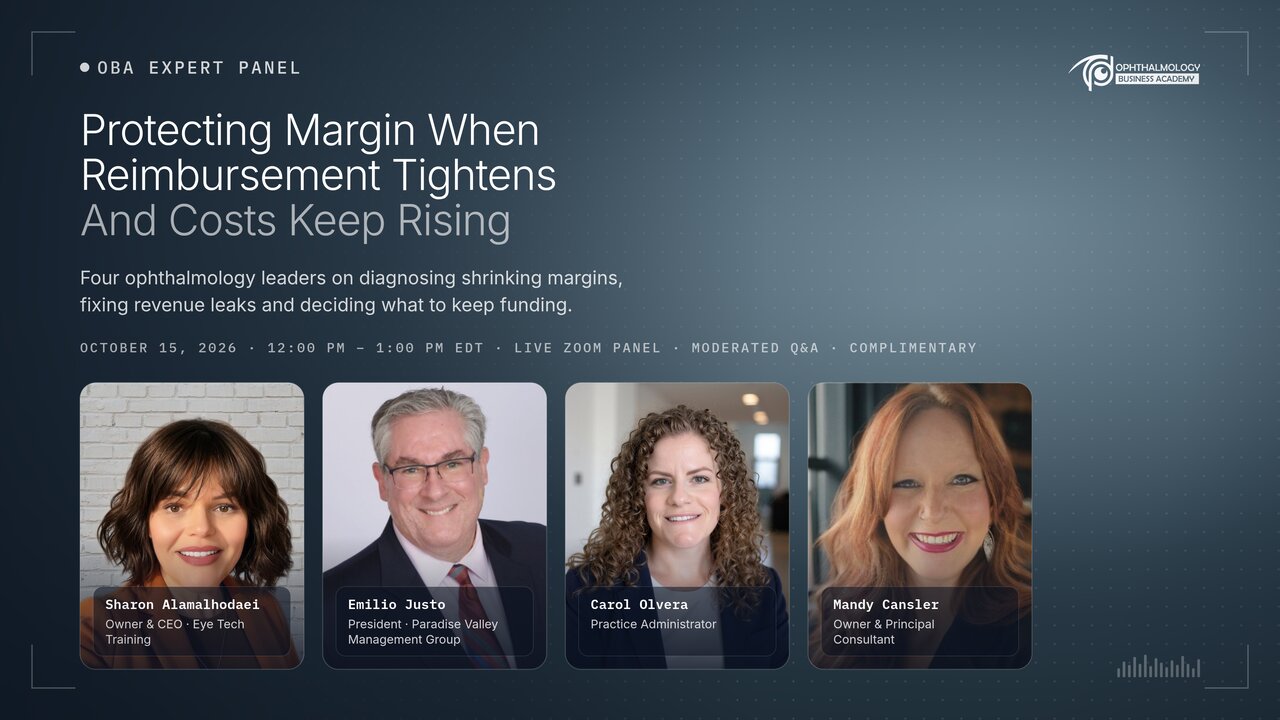 OBA EXPERT PANEL
OPHTHALMOLOGY
BUSINESS ACADEMY
Protecting Margin When
Reimbursement Tightens
And Costs Keep Rising
Four ophthalmology leaders on diagnosing shrinking margins,
fixing revenue leaks and deciding what to keep funding.
OCTOBER 15, 2026 · 12:00 PM – 1:00 PM EDT · LIVE ZOOM PANEL · MODERATED Q&A · COMPLIMENTARY
Sharon Alamalhodaei
Owner & CEO · Eye Tech
Training
Emilio Justo
President · Paradise Valley
Management Group
Carol Olvera
Practice Administrator
Mandy Cansler
Owner & Principal
Consultant